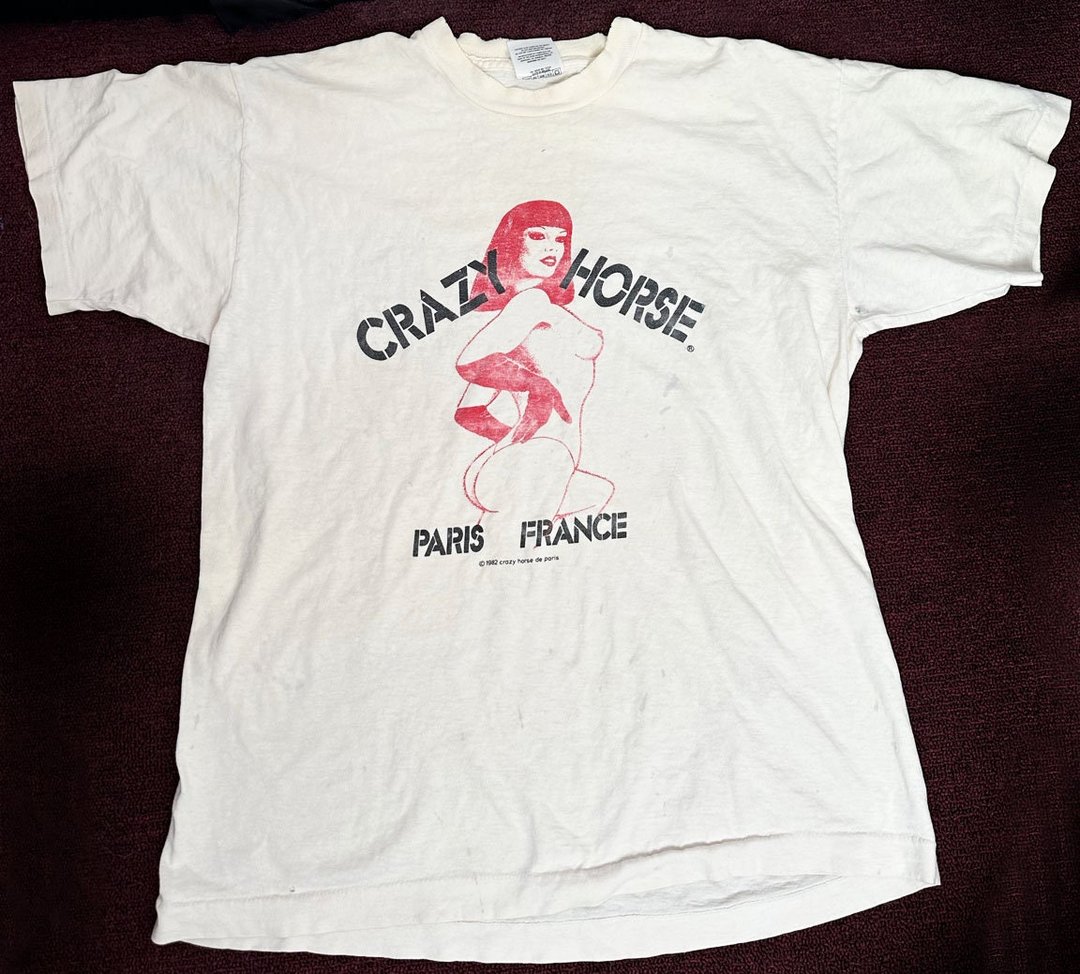 CRAZY HORSE®
PARIS FRANCE
© 1982 crazy horse de paris